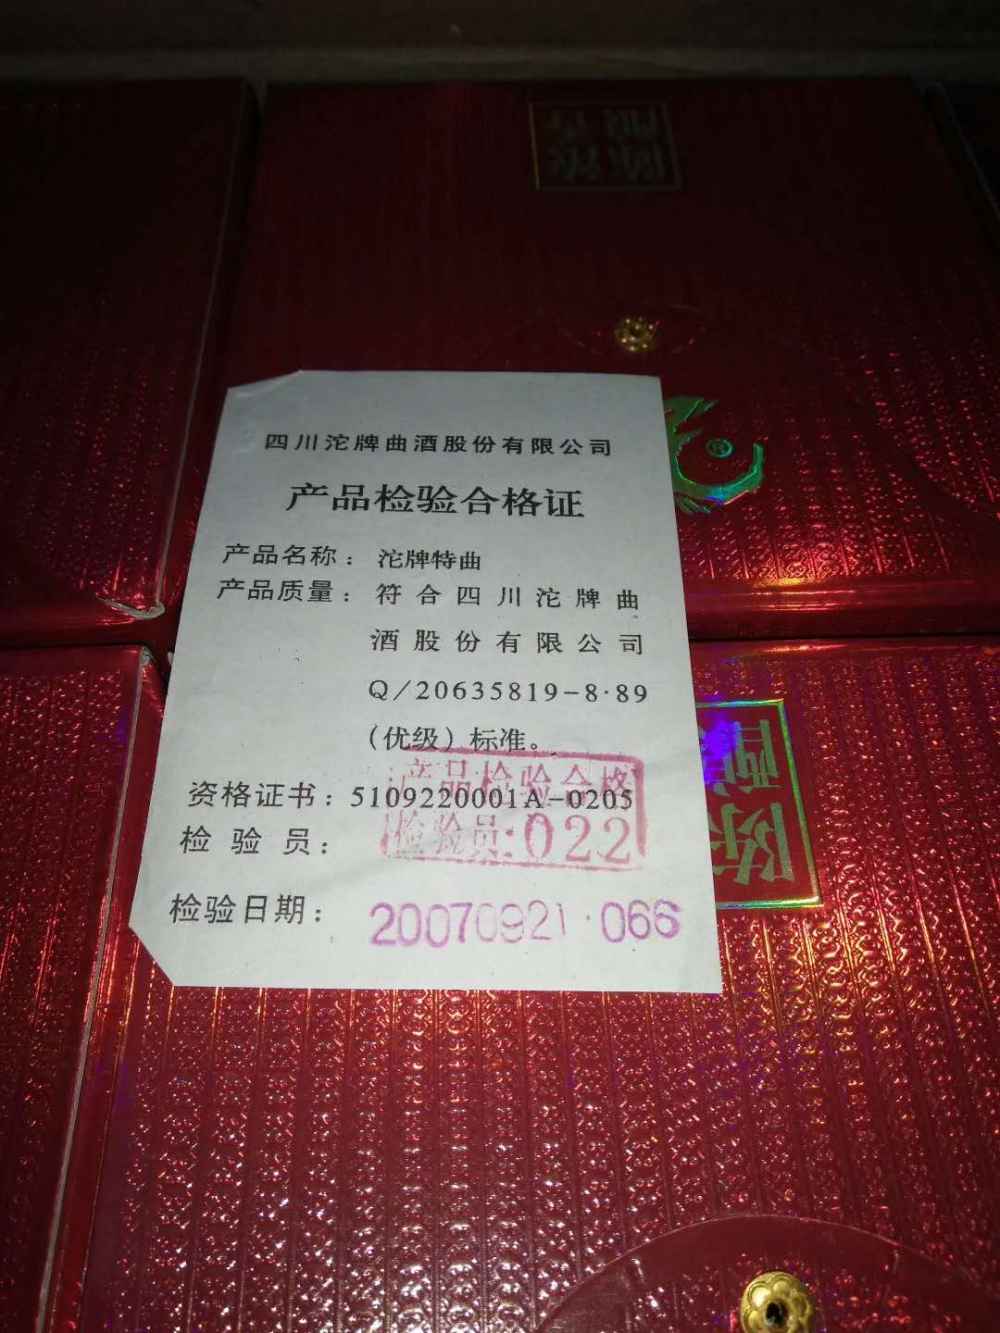 四川沱牌曲酒股份有限公司
产品检验合格证
产品名称：沱牌特曲
产品质量：符合四川沱牌曲
酒股份有限公司
Q/20635819-8·89
(优级）标准。
产品检验合格
资格证书：5109220001A-0205
检验员:022
检验员：
检验日期：20070921·066
®